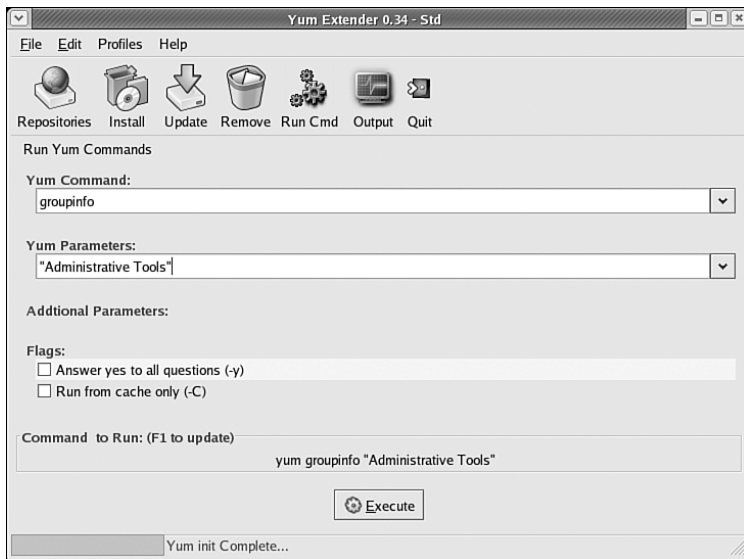 Yum Extender 0.34 - Std
File Edit Profiles Help
Repositories Install Update Remove Run Cmd Output Quit
Run Yum Commands
Yum Command:
groupinfo
Yum Parameters:
"Administrative Tools"
Addtional Parameters:
Flags:
Answer yes to all questions (-y)
Run from cache only (-C)
Command to Run: (F1 to update)
yum groupinfo "Administrative Tools"
Execute
Yum init Complete...